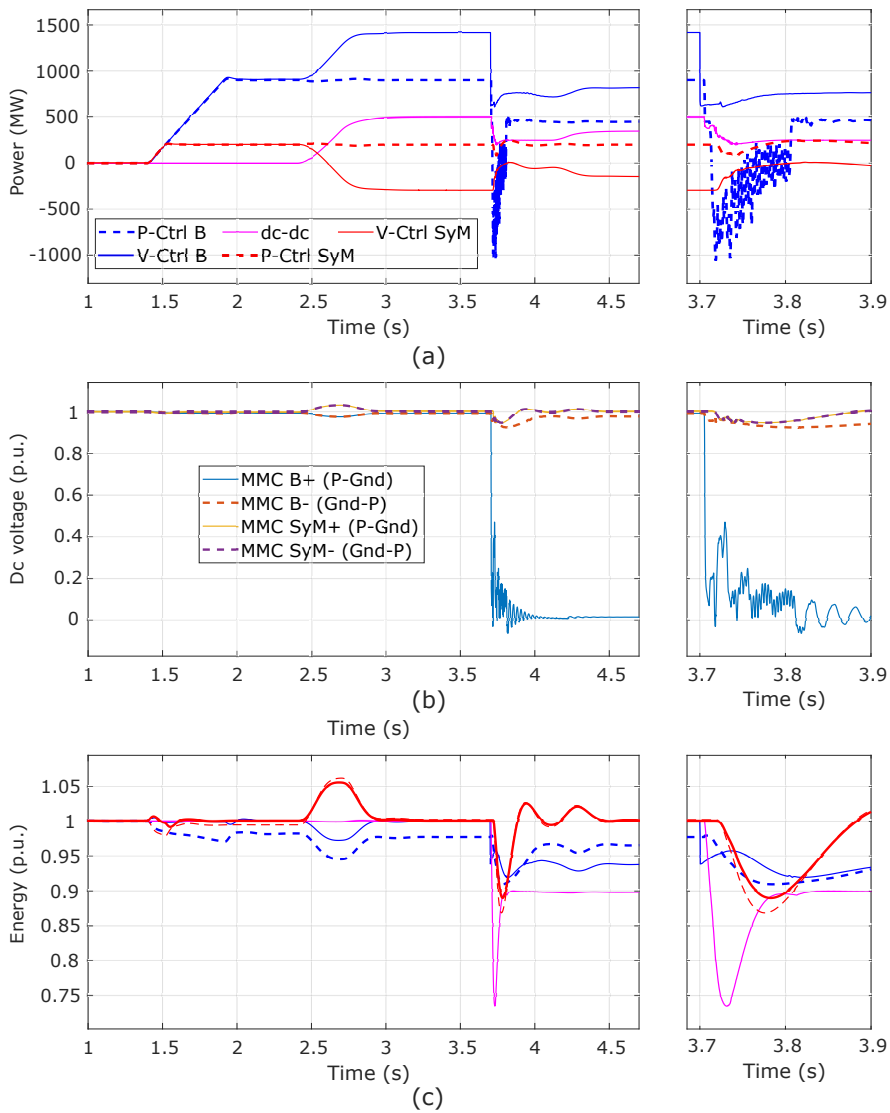 1500
1000
500
0
-500
-1000
Power (MW)
P-Ctrl B
dc-dc
V-Ctrl SyM
V-Ctrl B
P-Ctrl SyM
1 1.5 2 2.5 3 3.5 4 4.5
3.7 3.8 3.9
Time (s)
Time (s)
(a)
1
0.8
0.6
0.4
0.2
0
Dc voltage (p.u.)
MMC B+ (P-Gnd)
MMC B- (Gnd-P)
MMC SyM+ (P-Gnd)
MMC SyM- (Gnd-P)
1 1.5 2 2.5 3 3.5 4 4.5
3.7 3.8 3.9
(b)
Time (s)
Time (s)
1.05
1
0.95
0.9
0.85
0.8
0.75
Energy (p.u.)
1 1.5 2 2.5 3 3.5 4 4.5
3.7 3.8 3.9
Time (s)
Time (s)
(c)